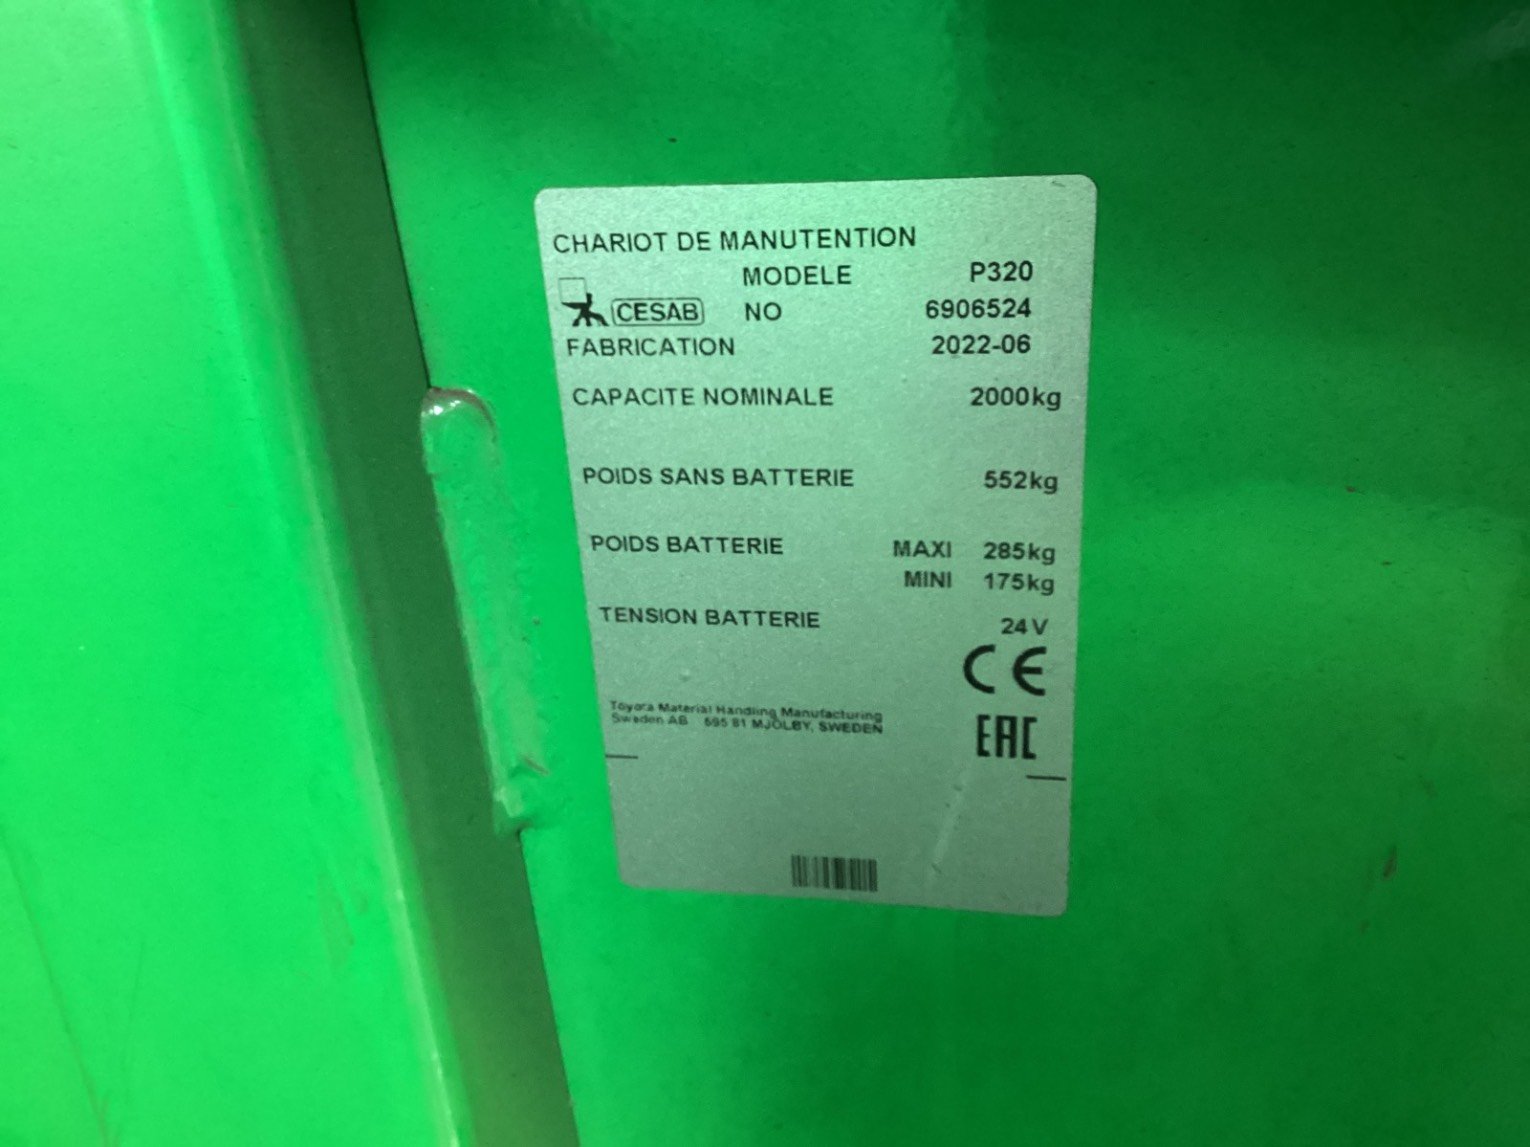 CHARIOT DE MANUTENTION
MODELE P320
CESAB NO 6906524
FABRICATION 2022-06
CAPACITE NOMINALE 2000kg
POIDS SANS BATTERIE 552kg
POIDS BATTERIE MAXI 285kg
MINI 175kg
TENSION BATTERIE 24V
CE
Toyota Material Handling Manufacturing
Sweden AB 595 81 MJÖLBY, SWEDEN
EAC